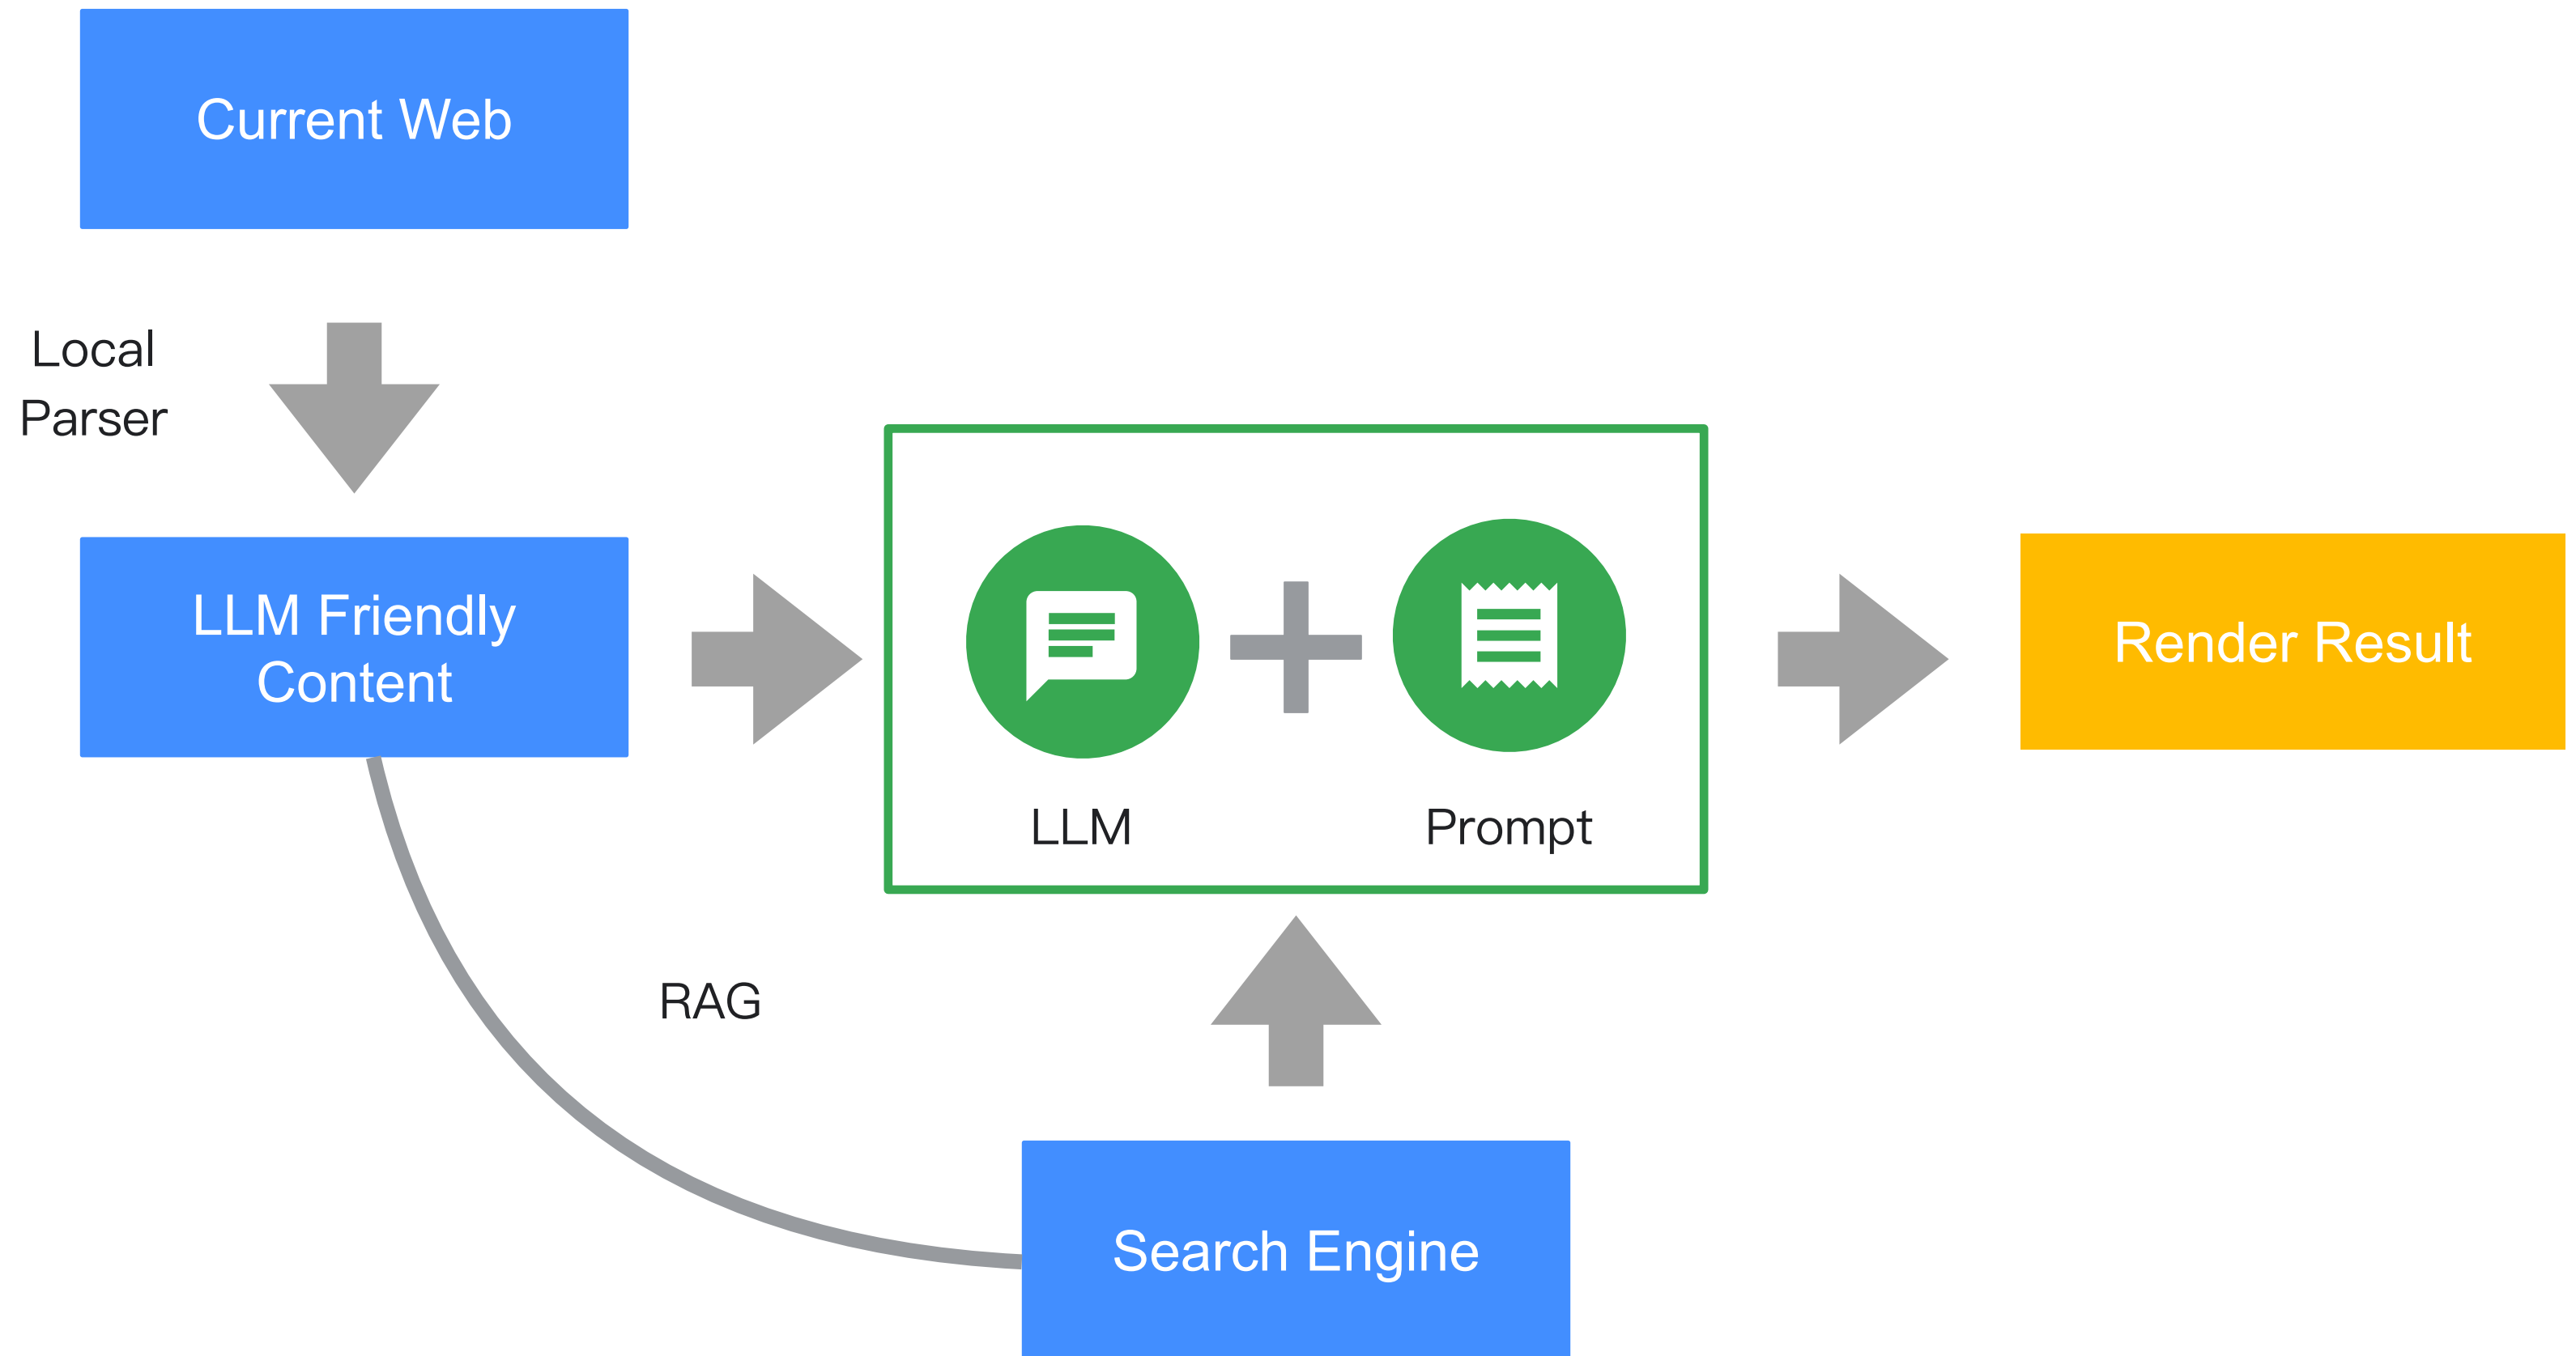 Current Web
Local
Parser
LLM Friendly
Content
LLM
Prompt
Render Result
RAG
Search Engine